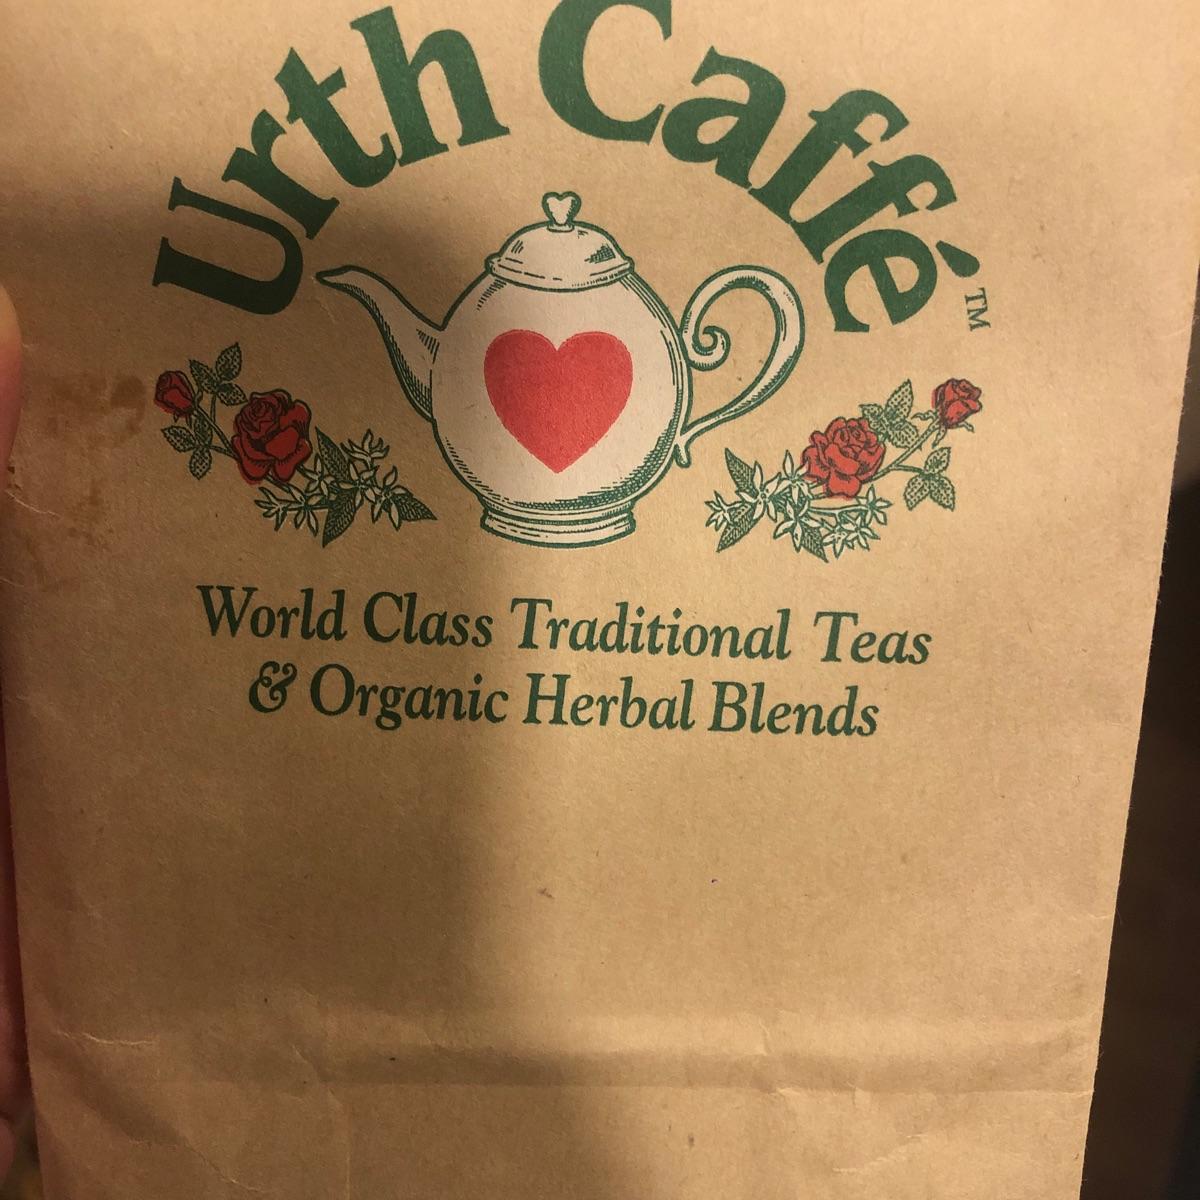 Urth Caffé™
World Class Traditional Teas
& Organic Herbal Blends